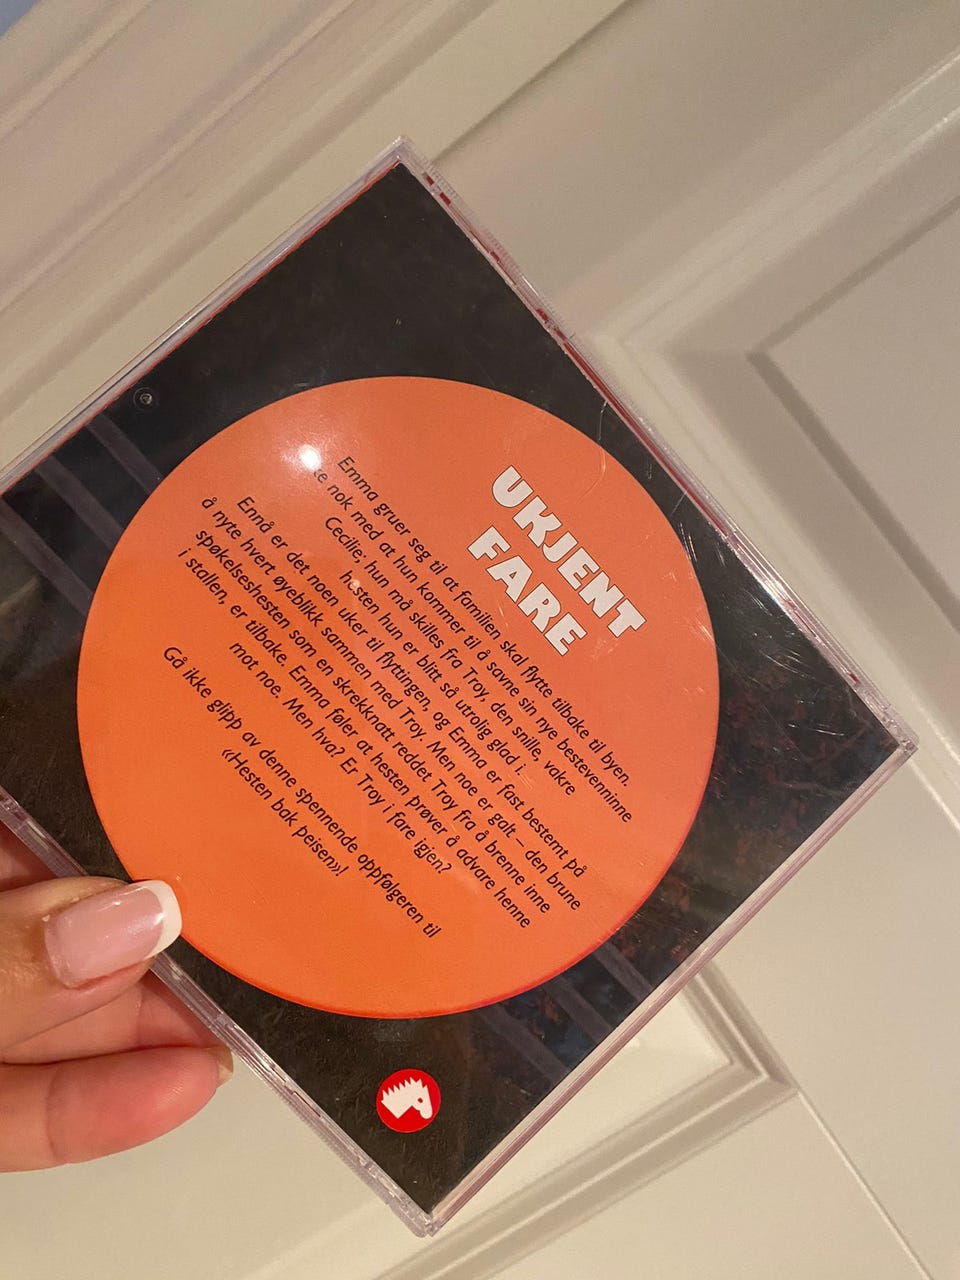 UKJENT
FARE
Emma gruer seg til at familien skal flytte tilbake til byen.
nok med at hun kommer til å savne sin nye bestevenninne
Cecilie, hun må skilles fra Troy, den snille, vakre
hesten hun er blitt så utrolig glad i
Ennå er det noen uker til flyttingen, og Emma er fast bestemt på
å nyte hvert øyeblikk sammen med Troy. Men noe er galt – den brune
spøkelseshesten som en skrekknatt reddet Troy fra å brenne inne
i stallen, er tilbake. Emma føler at hesten prøver å advare henne
mot noe. Men hva? Er Troy i fare igjen?
Gå ikke glipp av denne spennende oppfølgeren til
«Hesten bak peisen»!